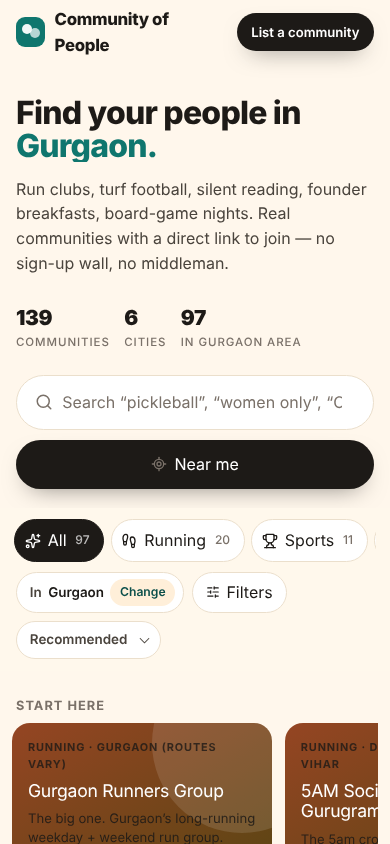 Community of
People
List a community
Find your people in
Gurgaon.
Run clubs, turf football, silent reading, founder
breakfasts, board-game nights. Real
communities with a direct link to join — no
sign-up wall, no middleman.
139 6 97
COMMUNITIES CITIES IN GURGAON AREA
Search “pickleball”, “women only”, “C
Near me
All 97 Running 20 Sports 11
In Gurgaon Change Filters
Recommended
START HERE
RUNNING · GURGAON (ROUTES
VARY)
Gurgaon Runners Group
The big one. Gurgaon's long-running
weekday + weekend run group.
RUNNING · D
VIHAR
5AM Soci
Gurugram
The 5am cro